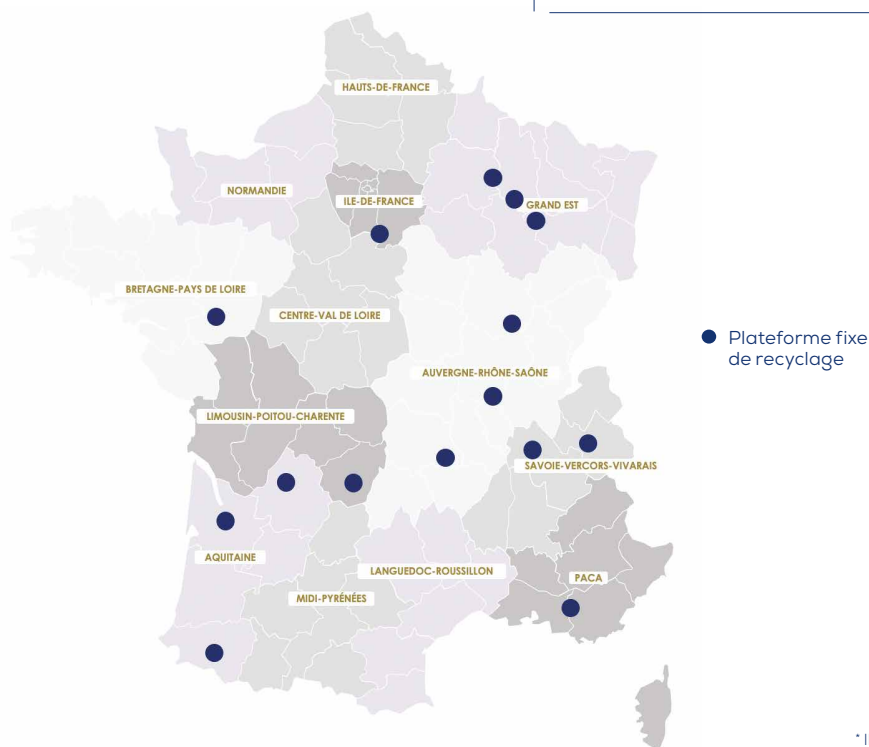 HAUTS-DE-FRANCE
NORMANDIE
ILE-DE-FRANCE
GRAND EST
BRETAGNE-PAYS DE LOIRE
CENTRE-VAL DE LOIRE
Plateforme fixe
de recyclage
AUVERGNE-RHÔNE-SAÔNE
LIMOUSIN-POITOU-CHARENTE
SAVOIE-VERCORS-VIVARAIS
AQUITAINE
LANGUEDOC-ROUSSILLON
PACA
MIDI-PYRÉNÉES